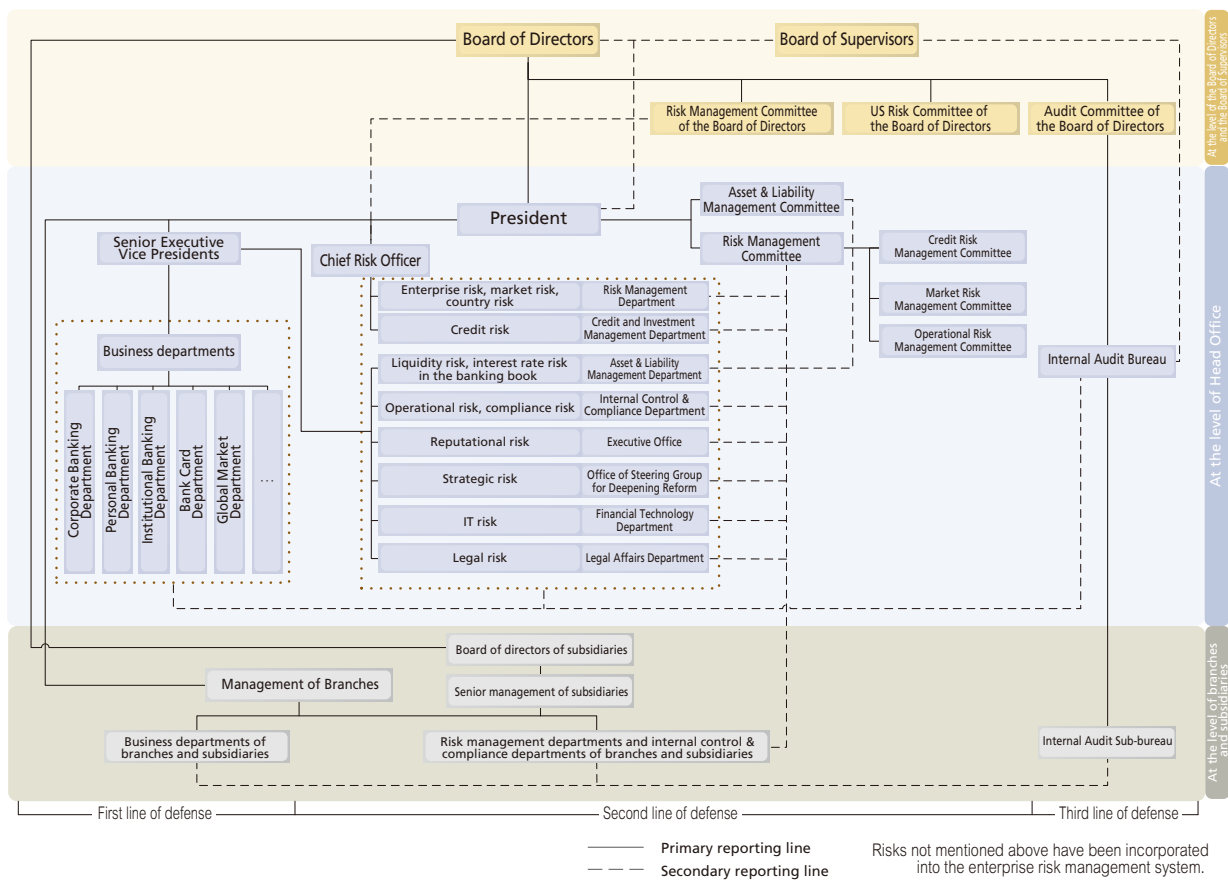 Board of Directors
Board of Supervisors
At the level of the Board of Directors
and the Board of Supervisors
Risk Management Committee
of the Board of Directors
US Risk Committee of
the Board of Directors
Audit Committee of
the Board of Directors
President
Asset & Liability
Management Committee
Senior Executive
Vice Presidents
Chief Risk Officer
Risk Management
Committee
Credit Risk
Management Committee
Market Risk
Management Committee
Operational Risk
Management Committee
Enterprise risk, market risk,
country risk
Risk Management
Department
Credit risk
Credit and Investment
Management Department
Liquidity risk, interest rate risk
in the banking book
Asset & Liability
Management Department
Operational risk, compliance risk
Internal Control &
Compliance Department
Reputational risk
Executive Office
Strategic risk
Office of Steering Group
for Deepening Reform
IT risk
Financial Technology
Department
Legal risk
Legal Affairs Department
Business departments
Corporate Banking
Department
Personal Banking
Department
Institutional Banking
Department
Bank Card
Department
Global Market
Department
...
Internal Audit Bureau
At the level of Head Office
Board of directors of subsidiaries
Management of Branches
Senior management of subsidiaries
Business departments of
branches and subsidiaries
Risk management departments and internal control &
compliance departments of branches and subsidiaries
Internal Audit Sub-bureau
At the level of branches
and subsidiaries
First line of defense
Second line of defense
Third line of defense
Primary reporting line
Secondary reporting line
Risks not mentioned above have been incorporated
into the enterprise risk management system.